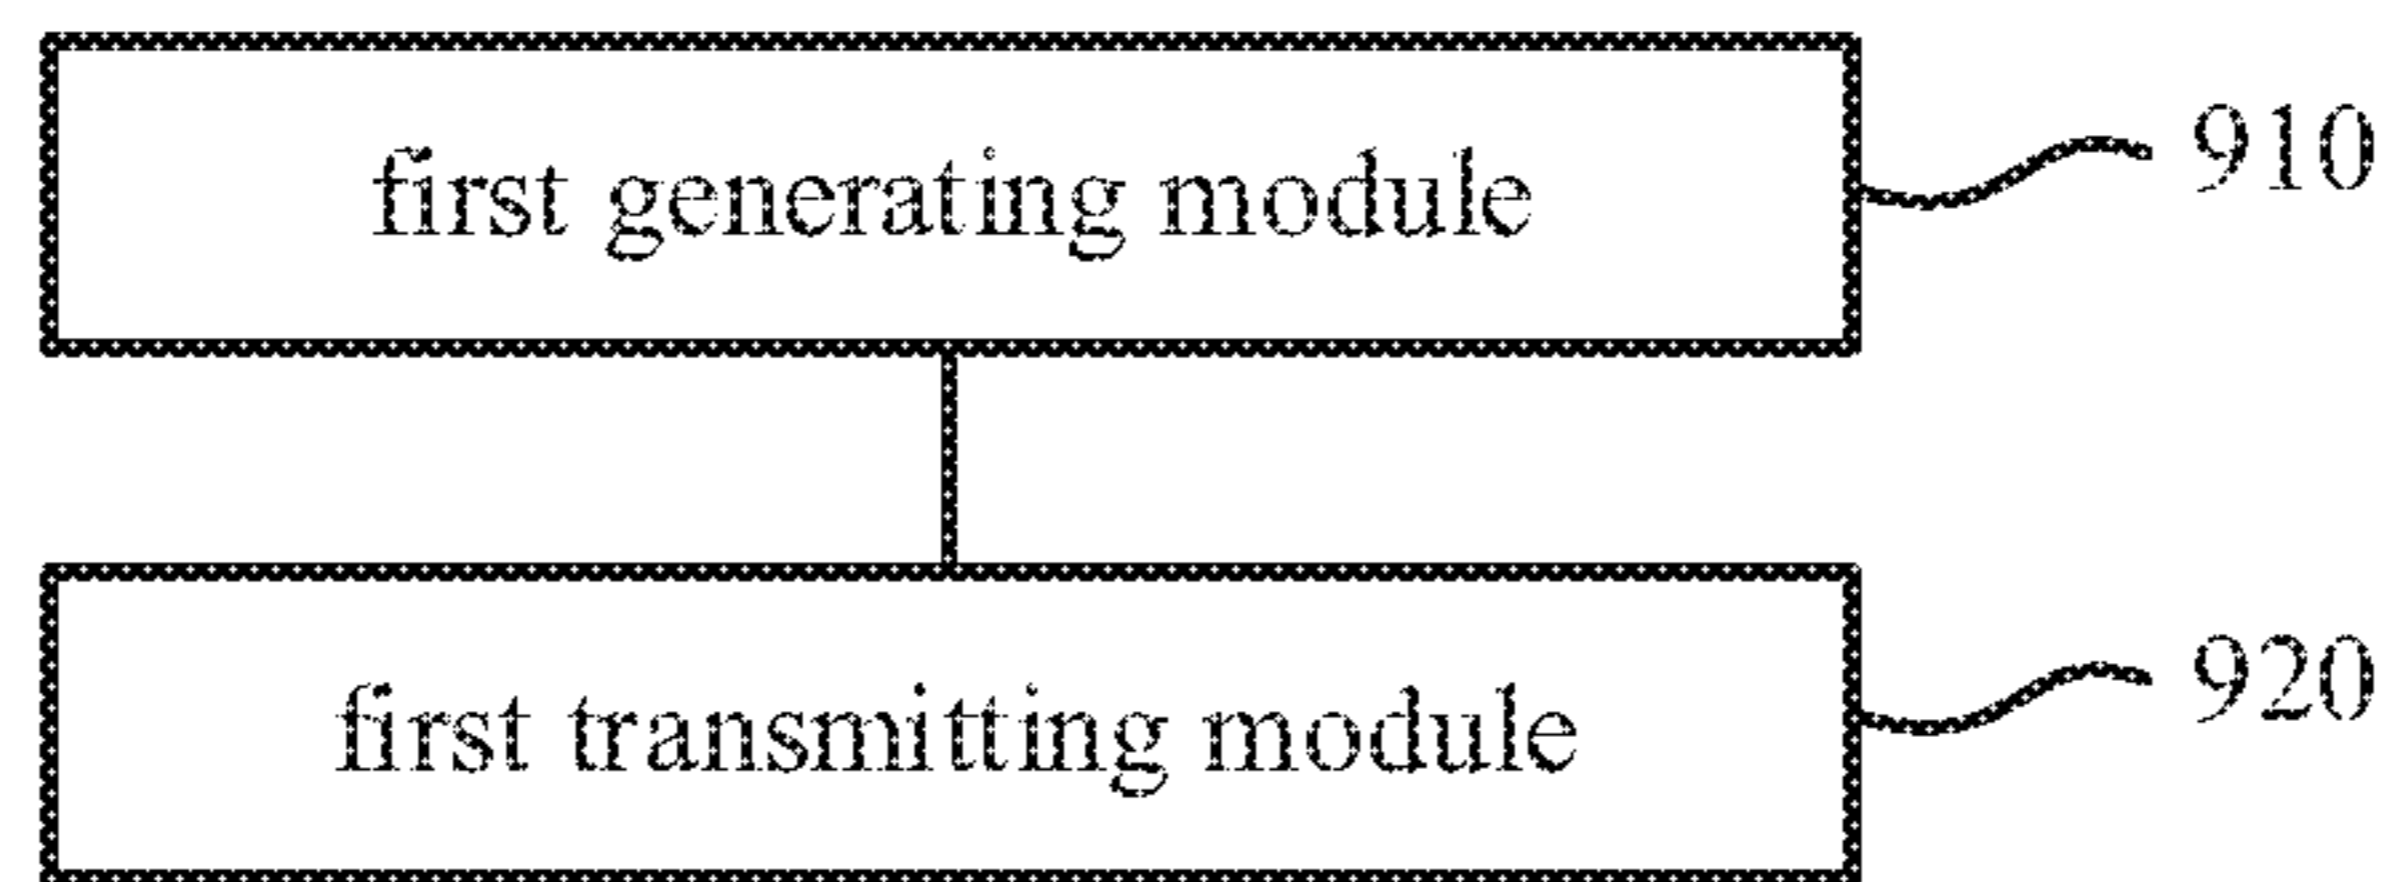 first generating module 910
first transmitting module 920